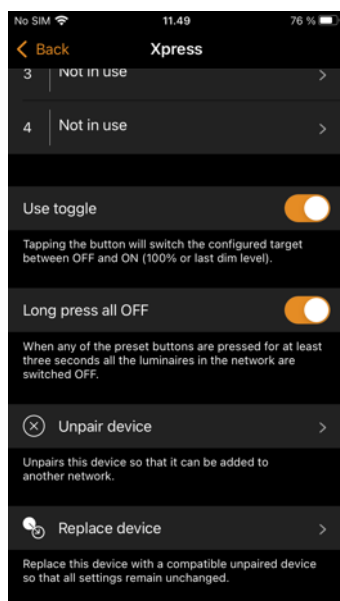 No SIM 11.49 76 %
Back Xpress
3 Not in use
4 Not in use
Use toggle
Tapping the button will switch the configured target
between OFF and ON (100% or last dim level).
Long press all OFF
When any of the preset buttons are pressed for at least
three seconds all the luminaires in the network are
switched OFF.
Unpair device
Unpairs this device so that it can be added to
another network.
Replace device
Replace this device with a compatible unpaired device
so that all settings remain unchanged.